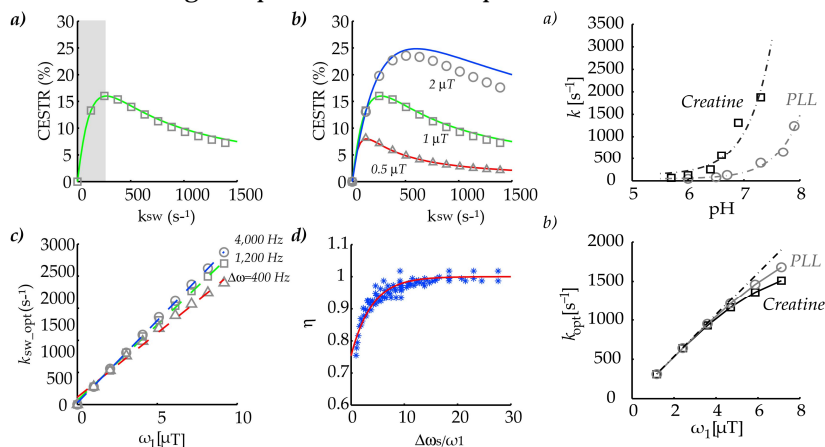 a)
CESTR (%)
30
25
20
15
10
5
0
0
500
1000
1500
ksw (s-1)
b)
CESTR (%)
30
25
20
15
10
5
0
2 μT
1 μT
0.5 μT
0
500
1000
1500
ksw (s-1)
a)
k [s-1]
3500
3000
2500
2000
1500
1000
500
0
Creatine
PLL
5
6
7
8
pH
c)
ksw_opt(s-1)
3000
2500
2000
1500
1000
500
0
4,000 Hz
1,200 Hz
Δω=400 Hz
0
5
10
ω1[μT]
d)
η
1.1
1
0.9
0.8
0.7
0.6
0
10
20
30
Δωs/ω1
b)
kopt[s-1]
2000
1500
1000
500
0
PLL
Creatine
0
2
4
6
8
ω1[μT]